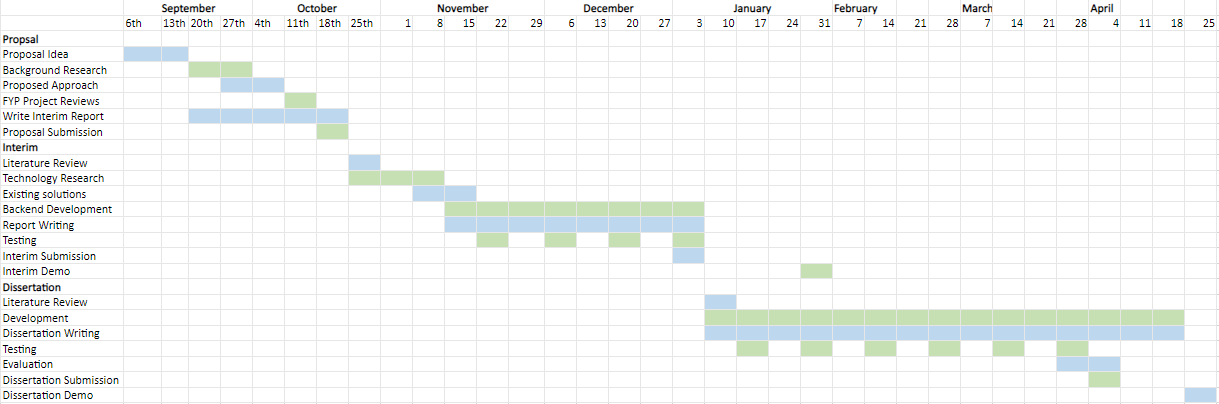 September October November December January February March April
6th 13th 20th 27th 4th 11th 18th 25th 1 8 15 22 29 6 13 20 27 3 10 17 24 31 7 14 21 28 7 14 21 28 4 11 18 25
Propsal
Proposal Idea
Background Research
Proposed Approach
FYP Project Reviews
Write Interim Report
Proposal Submission
Interim
Literature Review
Technology Research
Existing solutions
Backend Development
Report Writing
Testing
Interim Submission
Interim Demo
Dissertation
Literature Review
Development
Dissertation Writing
Testing
Evaluation
Dissertation Submission
Dissertation Demo